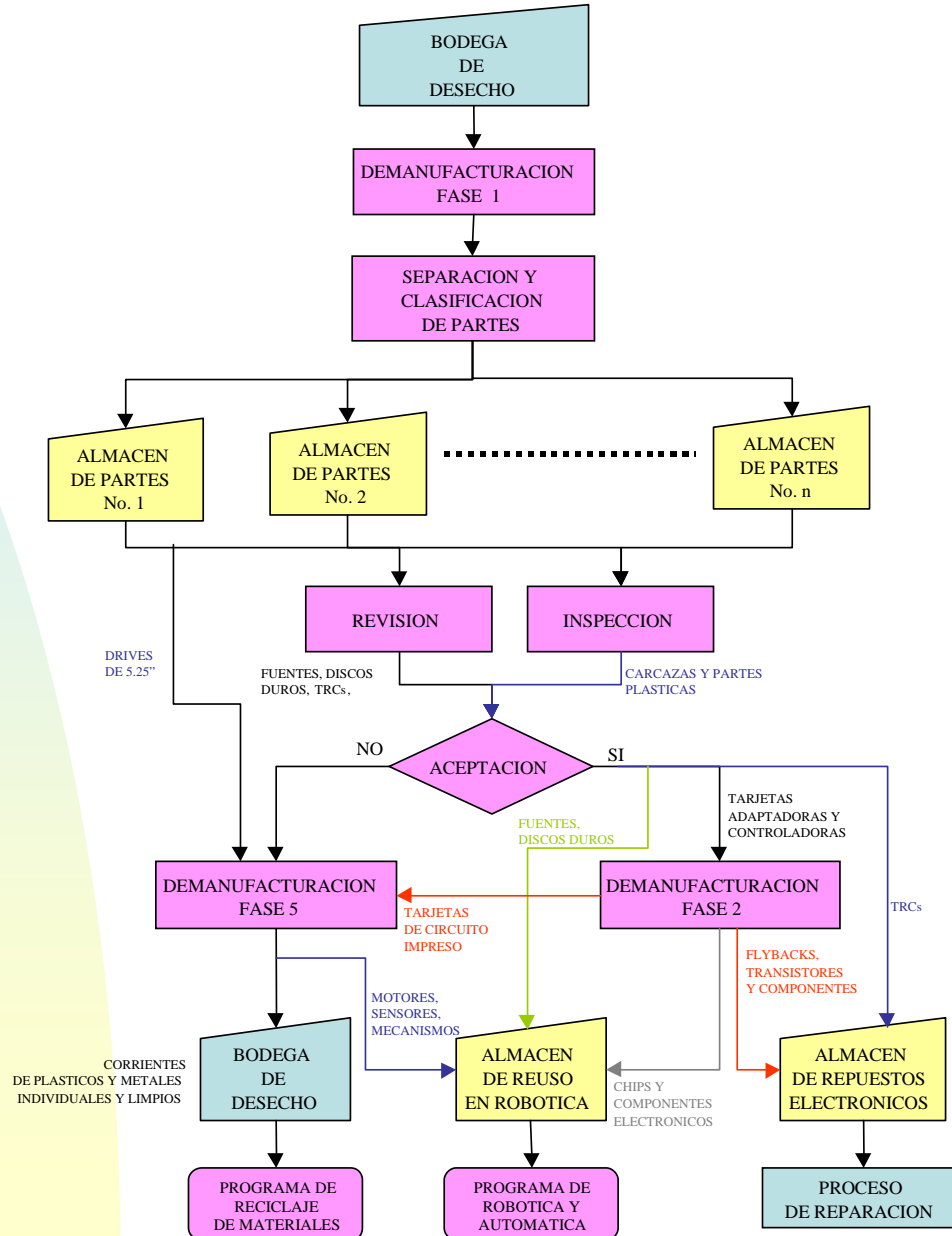 BODEGA
DE
DESECHO
DEMANUFACTURACION
FASE 1
SEPARACION Y
CLASIFICACION
DE PARTES
ALMACEN
DE PARTES
No. 1
ALMACEN
DE PARTES
No. 2
ALMACEN
DE PARTES
No. n
REVISION
INSPECCION
DRIVES
DE 5.25”
FUENTES, DISCOS
DUROS, TRCs,
CARCAZAS Y PARTES
PLASTICAS
NO
ACEPTACION
SI
FUENTES,
DISCOS DUROS
TARJETAS
ADAPTADORAS Y
CONTROLADORAS
DEMANUFACTURACION
FASE 5
TARJETAS
DE CIRCUITO
IMPRESO
DEMANUFACTURACION
FASE 2
TRCs
FLYBACKS,
TRANSISTORES
Y COMPONENTES
MOTORES,
SENSORES,
MECANISMOS
CORRIENTES
DE PLASTICOS Y METALES
INDIVIDUALES Y LIMPIOS
BODEGA
DE
DESECHO
ALMACEN
DE REUSO
EN ROBOTICA
CHIPS Y
COMPONENTES
ELECTRONICOS
ALMACEN
DE REPUESTOS
ELECTRONICOS
PROGRAMA DE
RECICLAJE
DE MATERIALES
PROGRAMA DE
ROBOTICA Y
AUTOMATICA
PROCESO
DE REPARACION